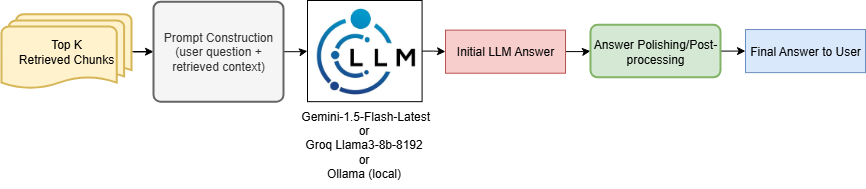 Top K
Retrieved Chunks
Prompt Construction
(user question +
retrieved context)
LLM
Gemini-1.5-Flash-Latest
or
Groq Llama3-8b-8192
or
Ollama (local)
Initial LLM Answer
Answer Polishing/Post-
processing
Final Answer to User